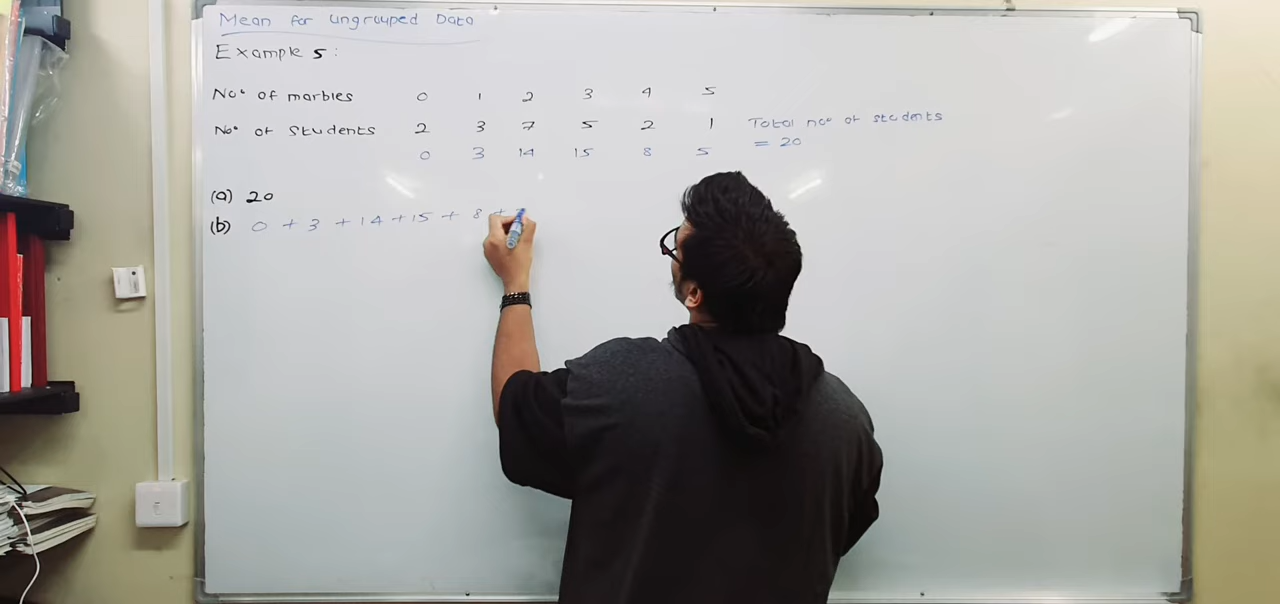 Mean for ungrouped Data
Example 5:
No° of marbles 0 1 2 3 4 5
No° of Students 2 3 7 5 2 1 Total no° of students
0 3 14 15 8 5 = 20
(a) 20
(b) 0 + 3 + 14 + 15 + 8 +